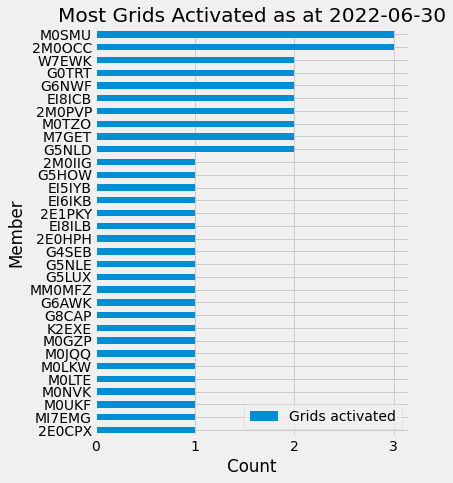 Most Grids Activated as at 2022-06-30
M0SMU
2M0OCC
W7EWK
G0TRT
G6NWF
EI8ICB
2M0PVP
M0TZO
M7GET
G5NLD
2M0IIG
G5HOW
EI5IYB
EI6IKB
2E1PKY
EI8ILB
2E0HPH
G4SEB
G5NLE
G5LUX
MM0MFZ
G6AWK
G8CAP
K2EXE
M0GZP
M0JQQ
M0LKW
M0LTE
M0NVK
M0UKF
MI7EMG
2E0CPX
Member
Grids activated
0 1 2 3
Count